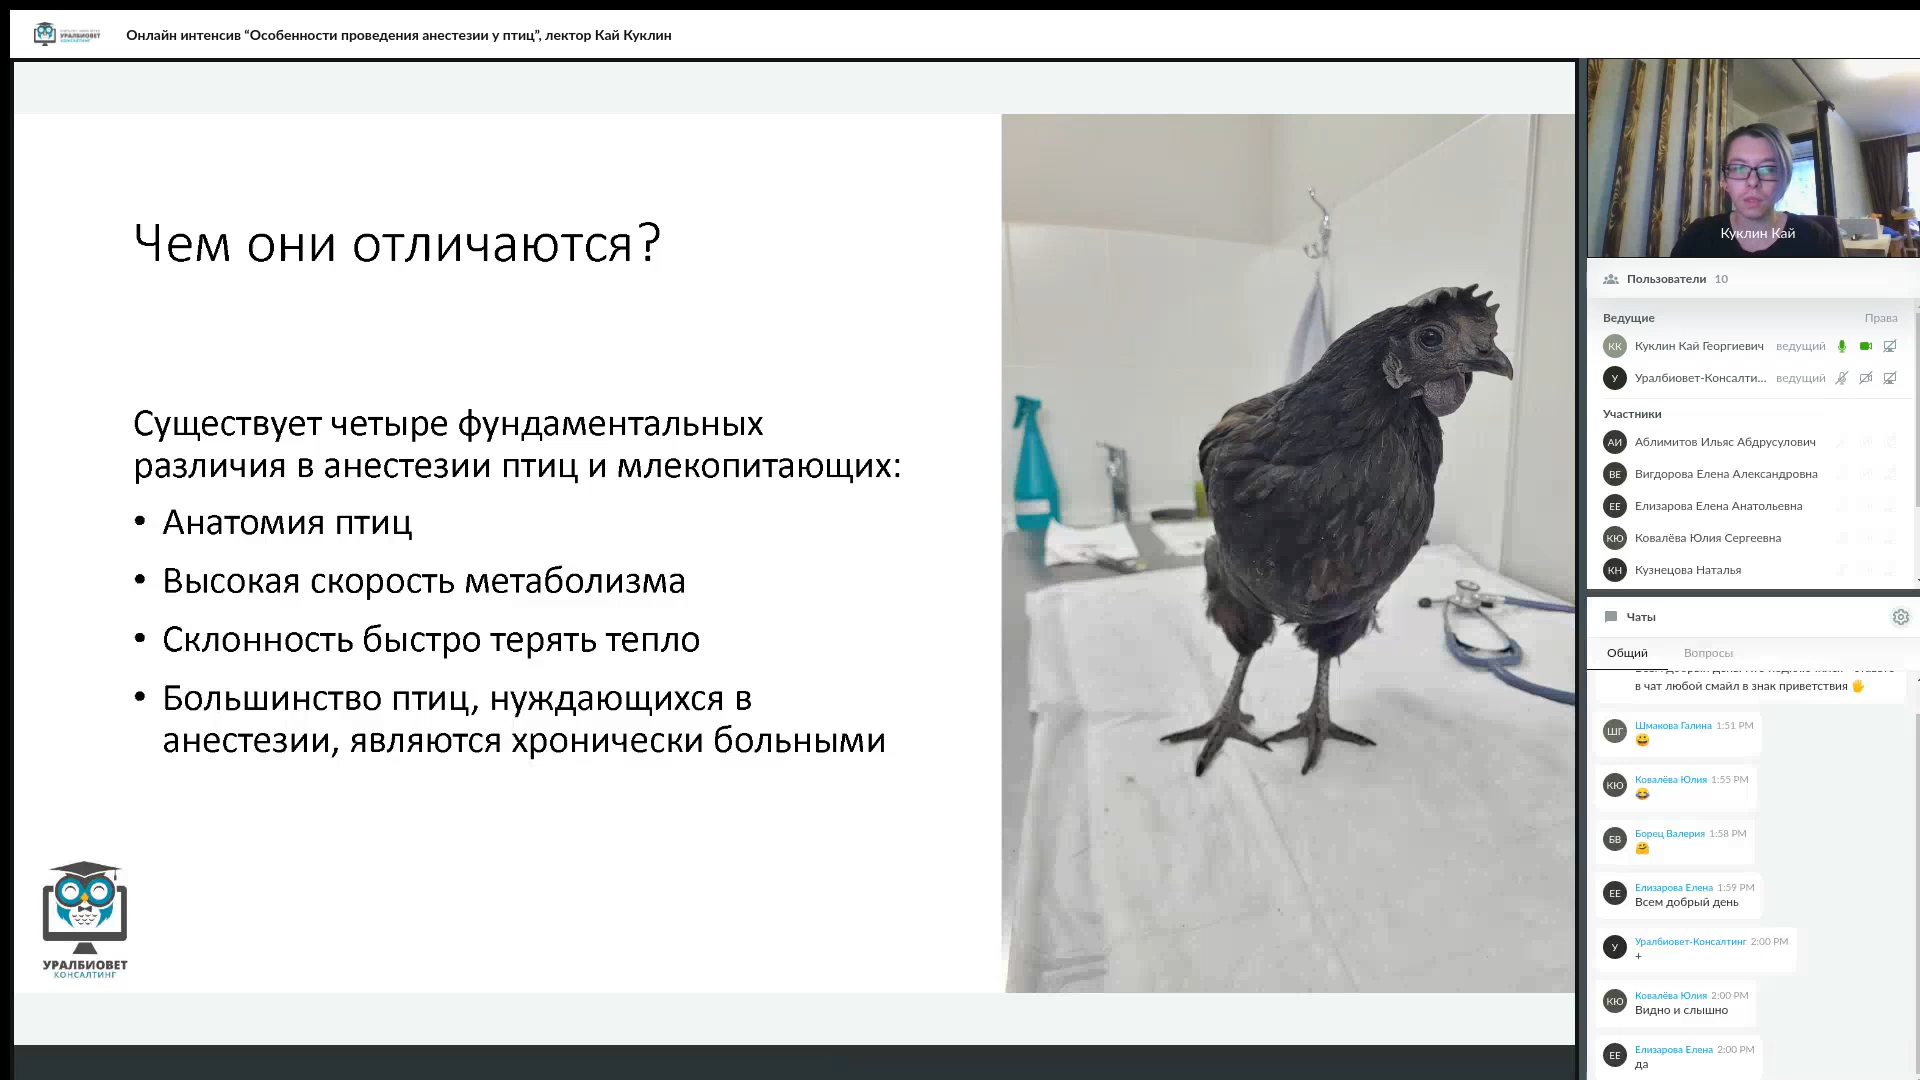 УРАЛБИОВЕТ
КОНСАЛТИНГ
Онлайн интенсив “Особенности проведения анестезии у птиц”, лектор Кай Куклин
Чем они отличаются?
Существует четыре фундаментальных
различия в анестезии птиц и млекопитающих:
• Анатомия птиц
• Высокая скорость метаболизма
• Склонность быстро терять тепло
• Большинство птиц, нуждающихся в
анестезии, являются хронически больными
УРАЛБИОВЕТ
КОНСАЛТИНГ
Куклин Кай
Пользователи 10
Ведущие Права
КК Куклин Кай Георгиевич ведущий
У Уралбиовет-Консалти... ведущий
Участники
АИ Аблимитов Ильяс Абдрусулович
ВЕ Вигдорова Елена Александровна
ЕЕ Елизарова Елена Анатольевна
КЮ Ковалёва Юлия Сергеевна
КН Кузнецова Наталья
Чаты
Общий Вопросы
в чат любой смайл в знак приветствия 🖐
ШГ Шмакова Галина 1:51 PM
😀
КЮ Ковалёва Юлия 1:55 PM
😂
БВ Борец Валерия 1:58 PM
🤗
ЕЕ Елизарова Елена 1:59 PM
Всем добрый день
У Уралбиовет-Консалтинг 2:00 PM
+
КЮ Ковалёва Юлия 2:00 PM
Видно и слышно
ЕЕ Елизарова Елена 2:00 PM
да